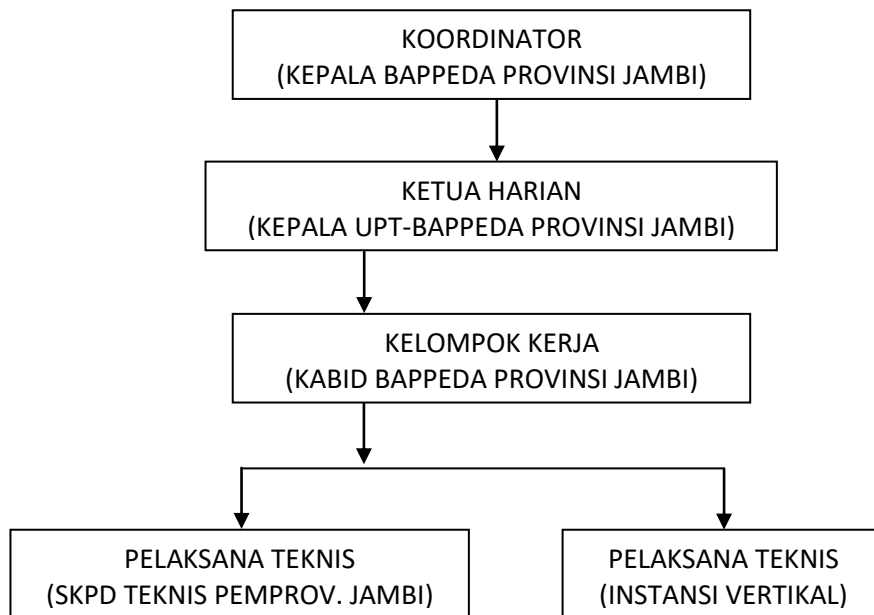 KOORDINATOR
(KEPALA BAPPEDA PROVINSI JAMBI)
KETUA HARIAN
(KEPALA UPT-BAPPEDA PROVINSI JAMBI)
KELOMPOK KERJA
(KABID BAPPEDA PROVINSI JAMBI)
PELAKSANA TEKNIS
(SKPD TEKNIS PEMPROV. JAMBI)
PELAKSANA TEKNIS
(INSTANSI VERTIKAL)